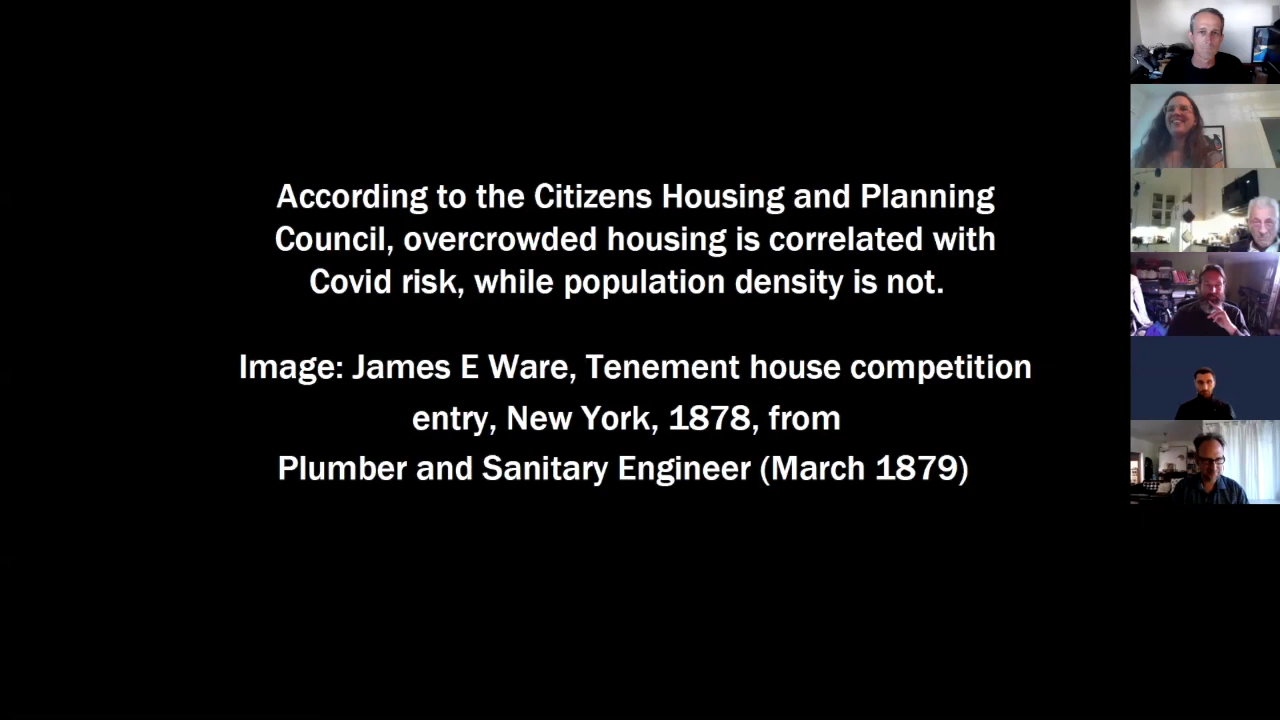 According to the Citizens Housing and Planning
Council, overcrowded housing is correlated with
Covid risk, while population density is not.
Image: James E Ware, Tenement house competition
entry, New York, 1878, from
Plumber and Sanitary Engineer (March 1879)